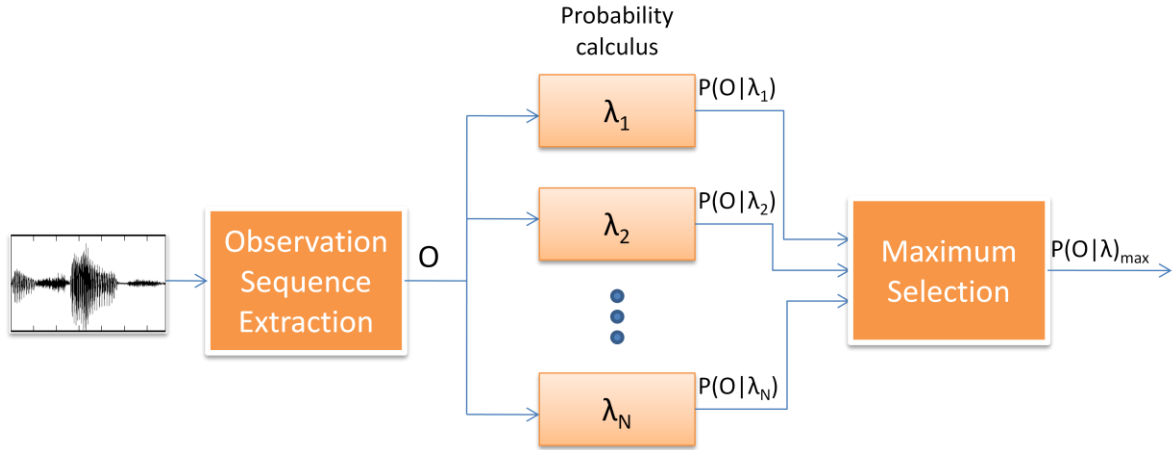 Probability
calculus
λ1
P(O|λ1)
λ2
P(O|λ2)
Observation
Sequence
Extraction
O
Maximum
Selection
P(O|λ)max
λN
P(O|λN)